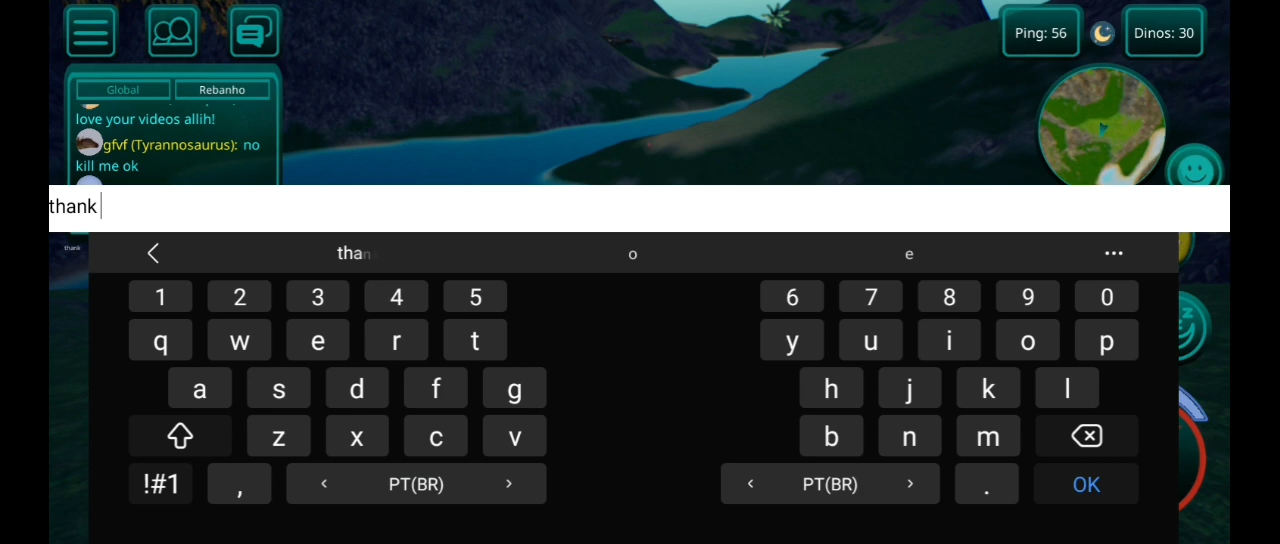 Ping: 56
Dinos: 30
Global
Rebanho
love your videos allih!
gfvf (Tyrannosaurus): no
kill me ok
thank
thank
than
o
e
•••
1 2 3 4 5 6 7 8 9 0
q w e r t y u i o p
a s d f g h j k l
z x c v b n m
!#1 , < PT(BR) > < PT(BR) > . OK